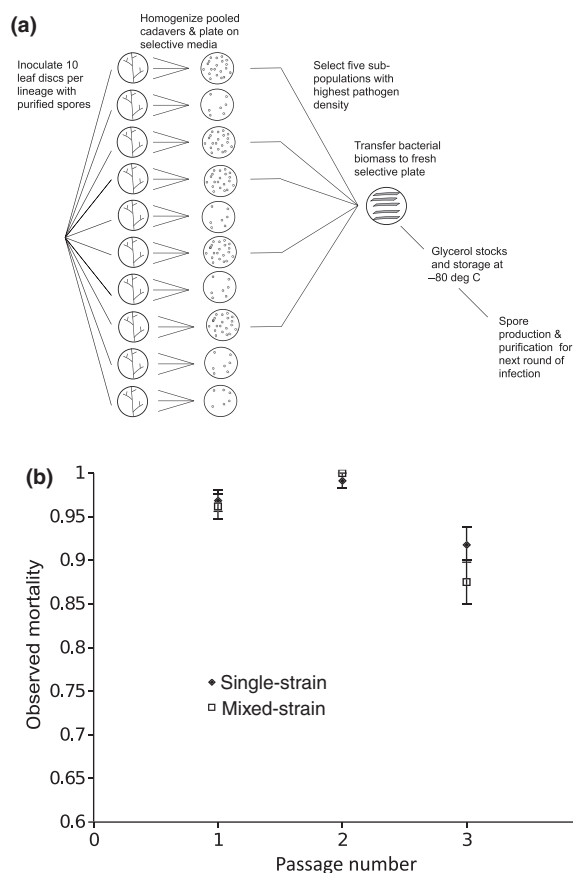 (a)
Homogenize pooled
cadavers & plate on
selective media
Inoculate 10
leaf discs per
lineage with
purified spores
Select five sub-
populations with
highest pathogen
density
Transfer bacterial
biomass to fresh
selective plate
Glycerol stocks
and storage at
–80 deg C
Spore
production &
purification for
next round of
infection
(b)
Observed mortality
1
0.95
0.9
0.85
0.8
0.75
0.7
0.65
0.6
Single-strain
Mixed-strain
0
1
2
3
Passage number